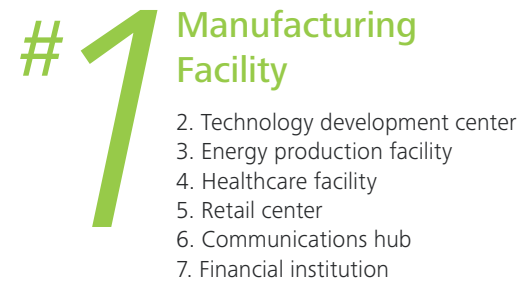 #1 Manufacturing
Facility
2. Technology development center
3. Energy production facility
4. Healthcare facility
5. Retail center
6. Communications hub
7. Financial institution